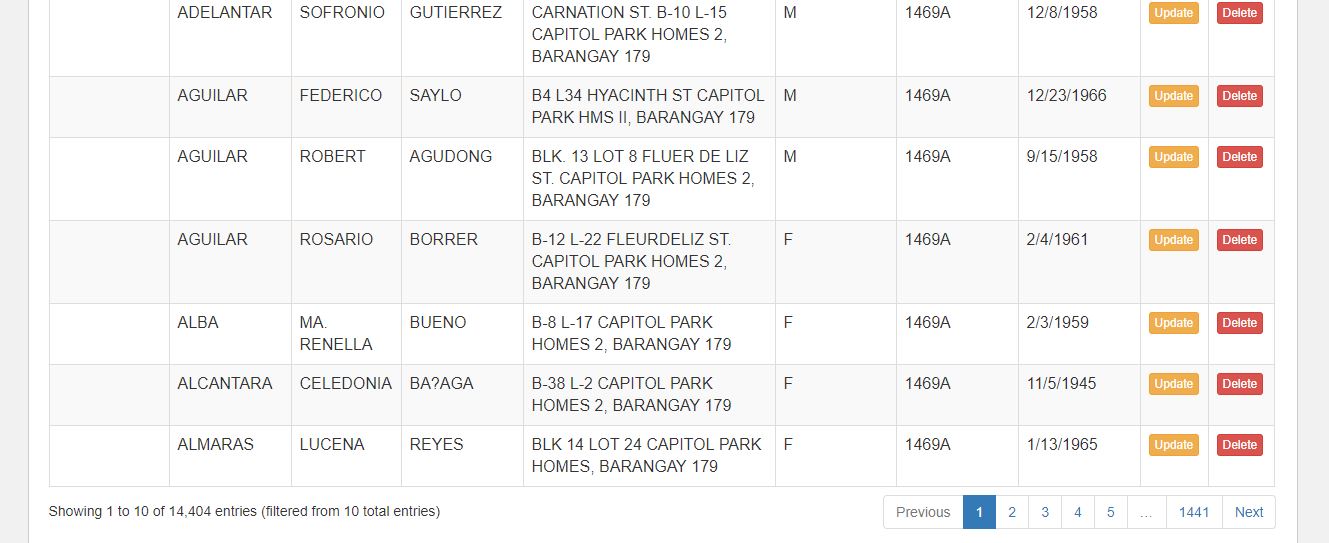 ADELANTAR SOFRONIO GUTIERREZ CARNATION ST. B-10 L-15 M 1469A 12/8/1958 Update Delete
CAPITOL PARK HOMES 2,
BARANGAY 179
AGUILAR FEDERICO SAYLO B4 L34 HYACINTH ST CAPITOL M 1469A 12/23/1966 Update Delete
PARK HMS II, BARANGAY 179
AGUILAR ROBERT AGUDONG BLK. 13 LOT 8 FLUER DE LIZ M 1469A 9/15/1958 Update Delete
ST. CAPITOL PARK HOMES 2,
BARANGAY 179
AGUILAR ROSARIO BORRER B-12 L-22 FLEURDELIZ ST. F 1469A 2/4/1961 Update Delete
CAPITOL PARK HOMES 2,
BARANGAY 179
ALBA MA. BUENO B-8 L-17 CAPITOL PARK F 1469A 2/3/1959 Update Delete
RENELLA HOMES 2, BARANGAY 179
ALCANTARA CELEDONIA BA?AGA B-38 L-2 CAPITOL PARK F 1469A 11/5/1945 Update Delete
HOMES 2, BARANGAY 179
ALMARAS LUCENA REYES BLK 14 LOT 24 CAPITOL PARK F 1469A 1/13/1965 Update Delete
HOMES, BARANGAY 179
Showing 1 to 10 of 14,404 entries (filtered from 10 total entries) Previous 1 2 3 4 5 ... 1441 Next